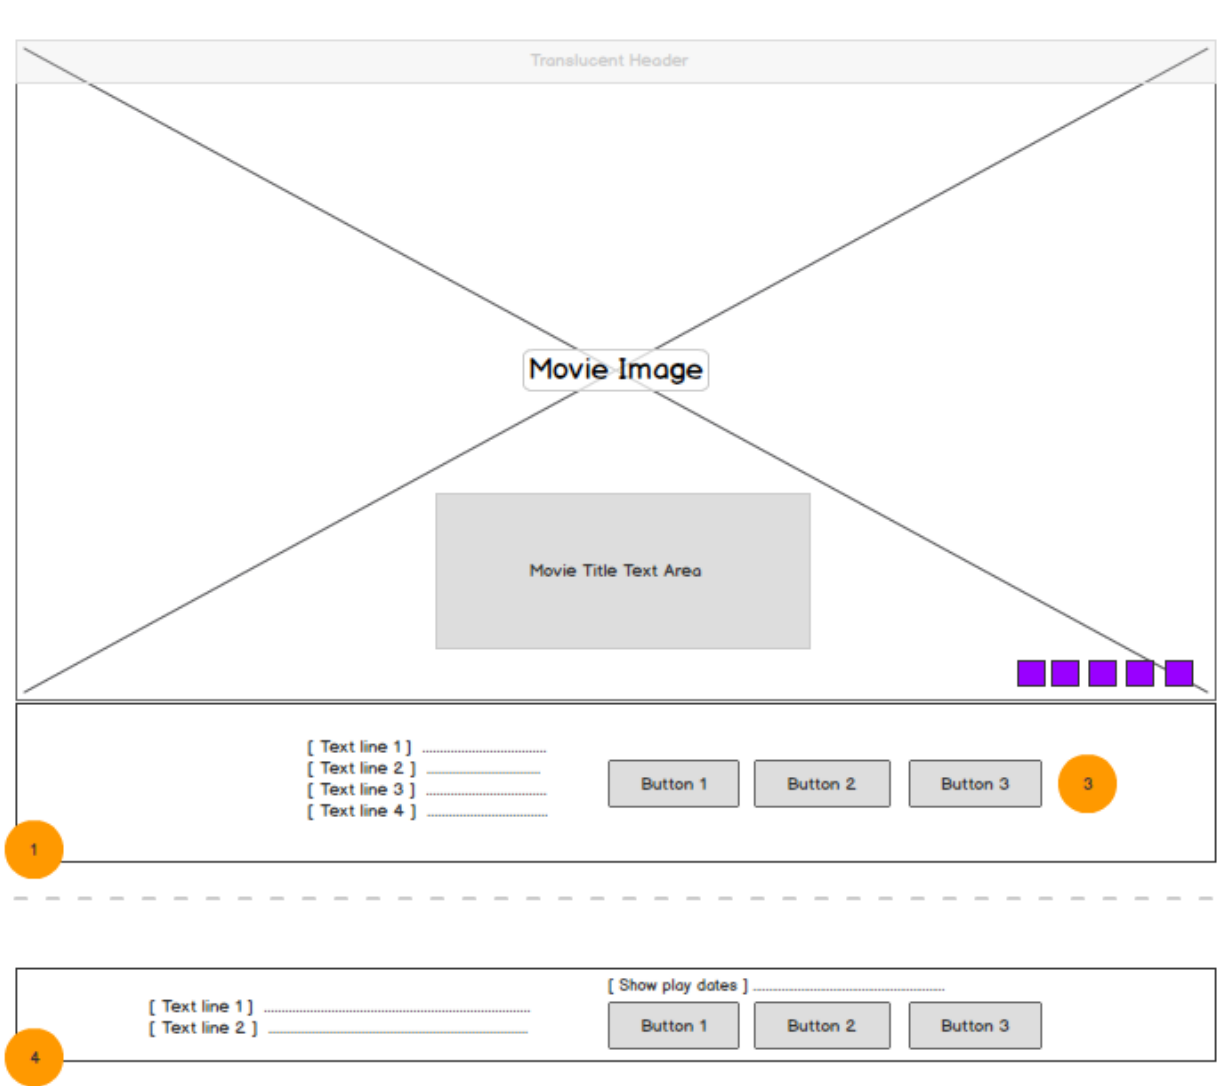 Translucent Header
Movie Image
Movie Title Text Area
[ Text line 1 ] ..............................
[ Text line 2 ] ..............................
[ Text line 3 ] ..............................
[ Text line 4 ] ..............................
Button 1 Button 2 Button 3 3
1
[ Show play dates ] ..............................
[ Text line 1 ] ..............................
[ Text line 2 ] ..............................
Button 1 Button 2 Button 3
4